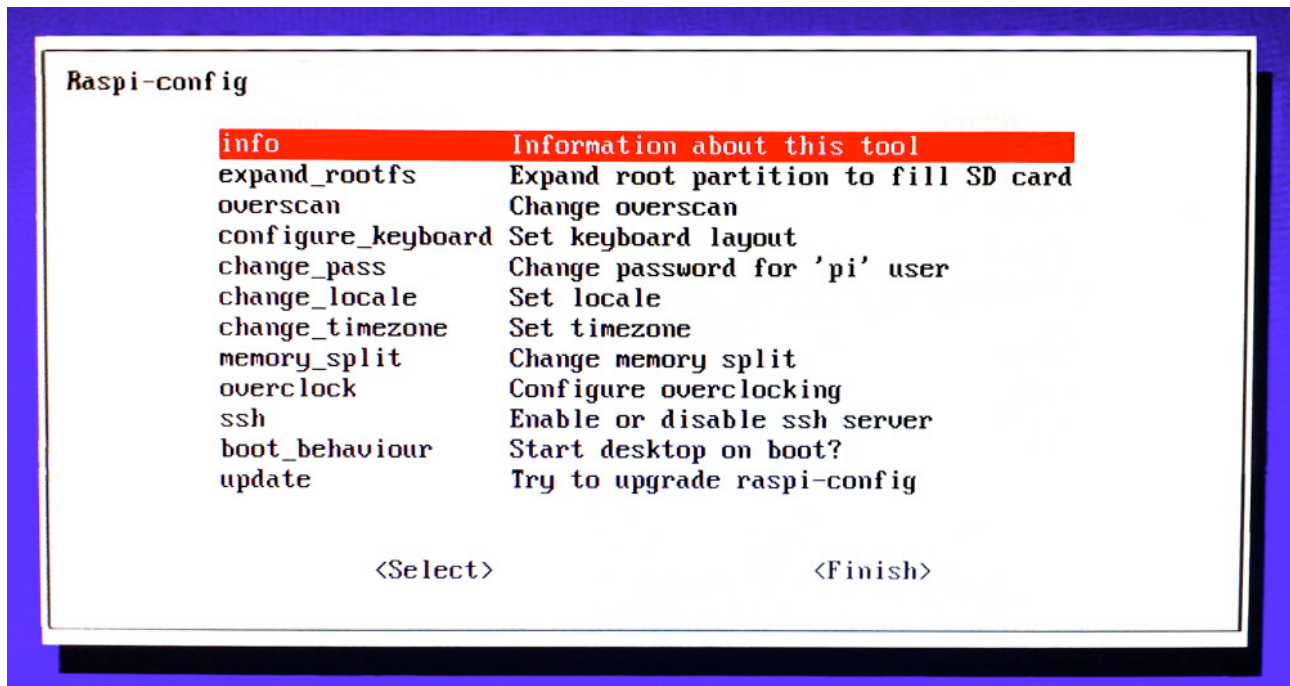 Raspi-config
info Information about this tool
expand_rootfs Expand root partition to fill SD card
overscan Change overscan
configure_keyboard Set keyboard layout
change_pass Change password for 'pi' user
change_locale Set locale
change_timezone Set timezone
memory_split Change memory split
overclock Configure overclocking
ssh Enable or disable ssh server
boot_behaviour Start desktop on boot?
update Try to upgrade raspi-config
<Select> <Finish>